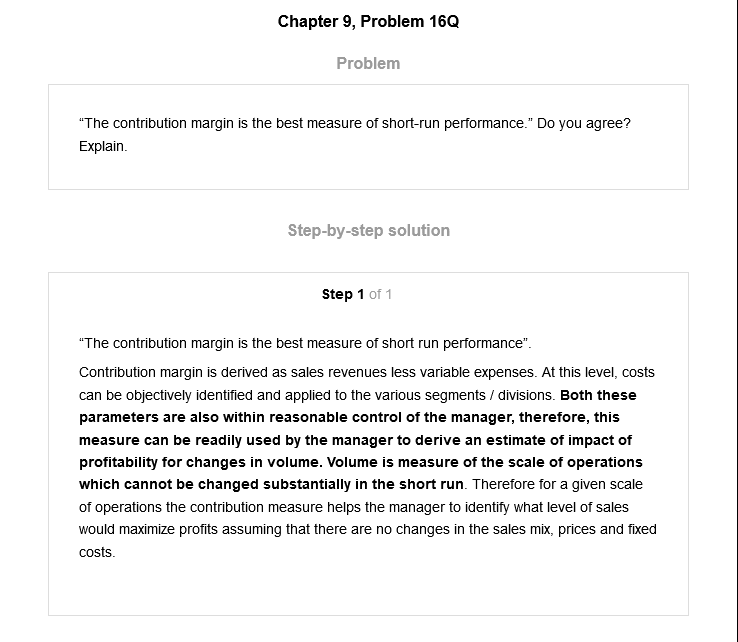 Chapter 9, Problem 16Q
Problem
“The contribution margin is the best measure of short-run performance.” Do you agree?
Explain.
Step-by-step solution
Step 1 of 1
“The contribution margin is the best measure of short run performance”.
Contribution margin is derived as sales revenues less variable expenses. At this level, costs
can be objectively identified and applied to the various segments / divisions. Both these
parameters are also within reasonable control of the manager, therefore, this
measure can be readily used by the manager to derive an estimate of impact of
profitability for changes in volume. Volume is measure of the scale of operations
which cannot be changed substantially in the short run. Therefore for a given scale
of operations the contribution measure helps the manager to identify what level of sales
would maximize profits assuming that there are no changes in the sales mix, prices and fixed
costs.